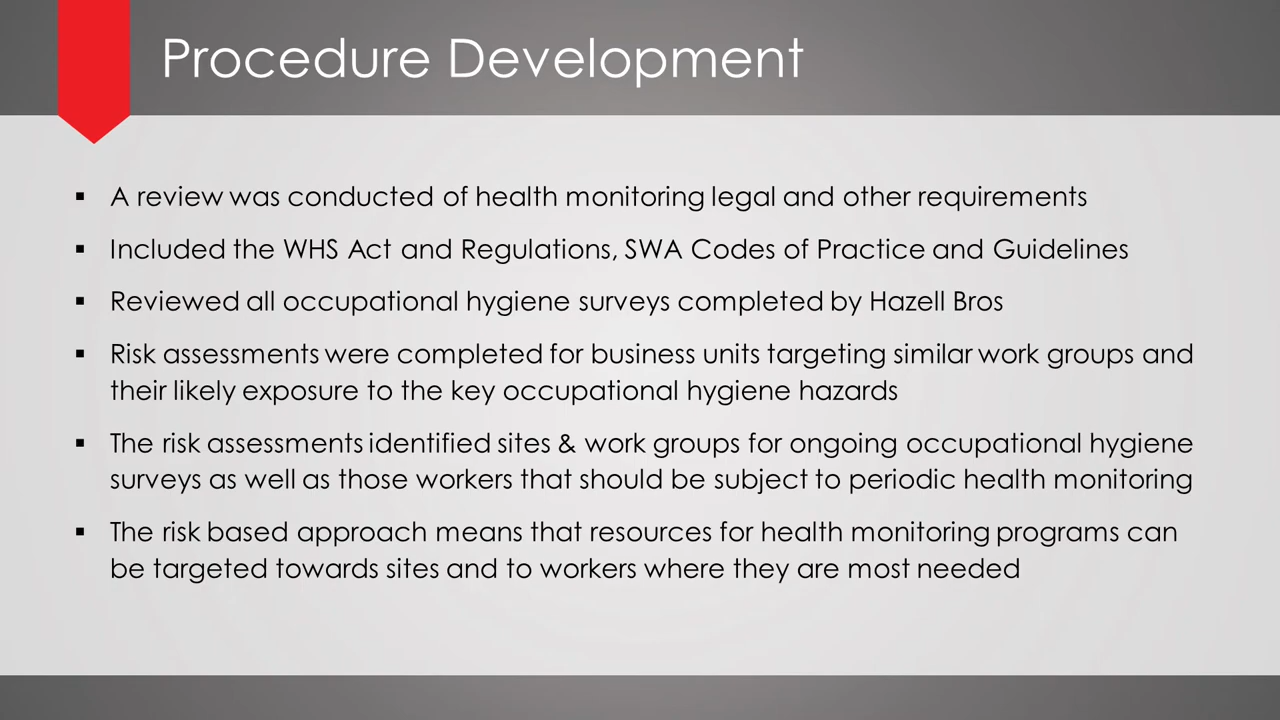 Procedure Development
▪ A review was conducted of health monitoring legal and other requirements
▪ Included the WHS Act and Regulations, SWA Codes of Practice and Guidelines
▪ Reviewed all occupational hygiene surveys completed by Hazell Bros
▪ Risk assessments were completed for business units targeting similar work groups and
their likely exposure to the key occupational hygiene hazards
▪ The risk assessments identified sites & work groups for ongoing occupational hygiene
surveys as well as those workers that should be subject to periodic health monitoring
▪ The risk based approach means that resources for health monitoring programs can
be targeted towards sites and to workers where they are most needed